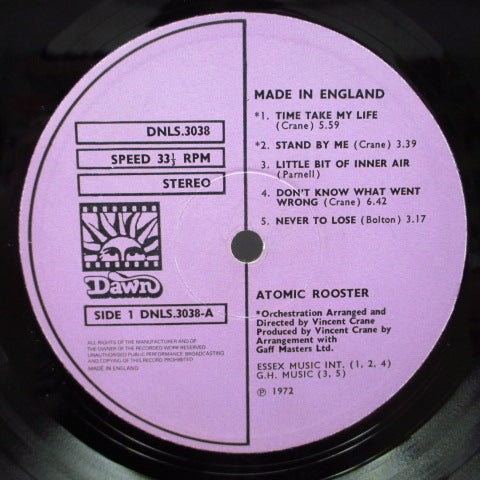 DNLS.3038
SPEED 33⅓ RPM
STEREO
Dawn
SIDE 1 DNLS.3038-A
ALL RIGHTS OF THE MANUFACTURER AND OF
THE OWNER OF THE RECORDED WORK RESERVED
UNAUTHORISED PUBLIC PERFORMANCE BROADCASTING
AND COPYING OF THIS RECORD PROHIBITED
MADE IN ENGLAND
MADE IN ENGLAND
*1. TIME TAKE MY LIFE
(Crane) 5.59
*2. STAND BY ME (Crane) 3.39
3. LITTLE BIT OF INNER AIR
(Parnell)
4. DON'T KNOW WHAT WENT
WRONG (Crane) 6.42
5. NEVER TO LOSE (Bolton) 3.17
ATOMIC ROOSTER
*Orchestration Arranged and
Directed by Vincent Crane
Produced by Vincent Crane by
Arrangement with
Gaff Masters Ltd.
ESSEX MUSIC INT. (1, 2, 4)
G.H. MUSIC (3, 5)
℗ 1972